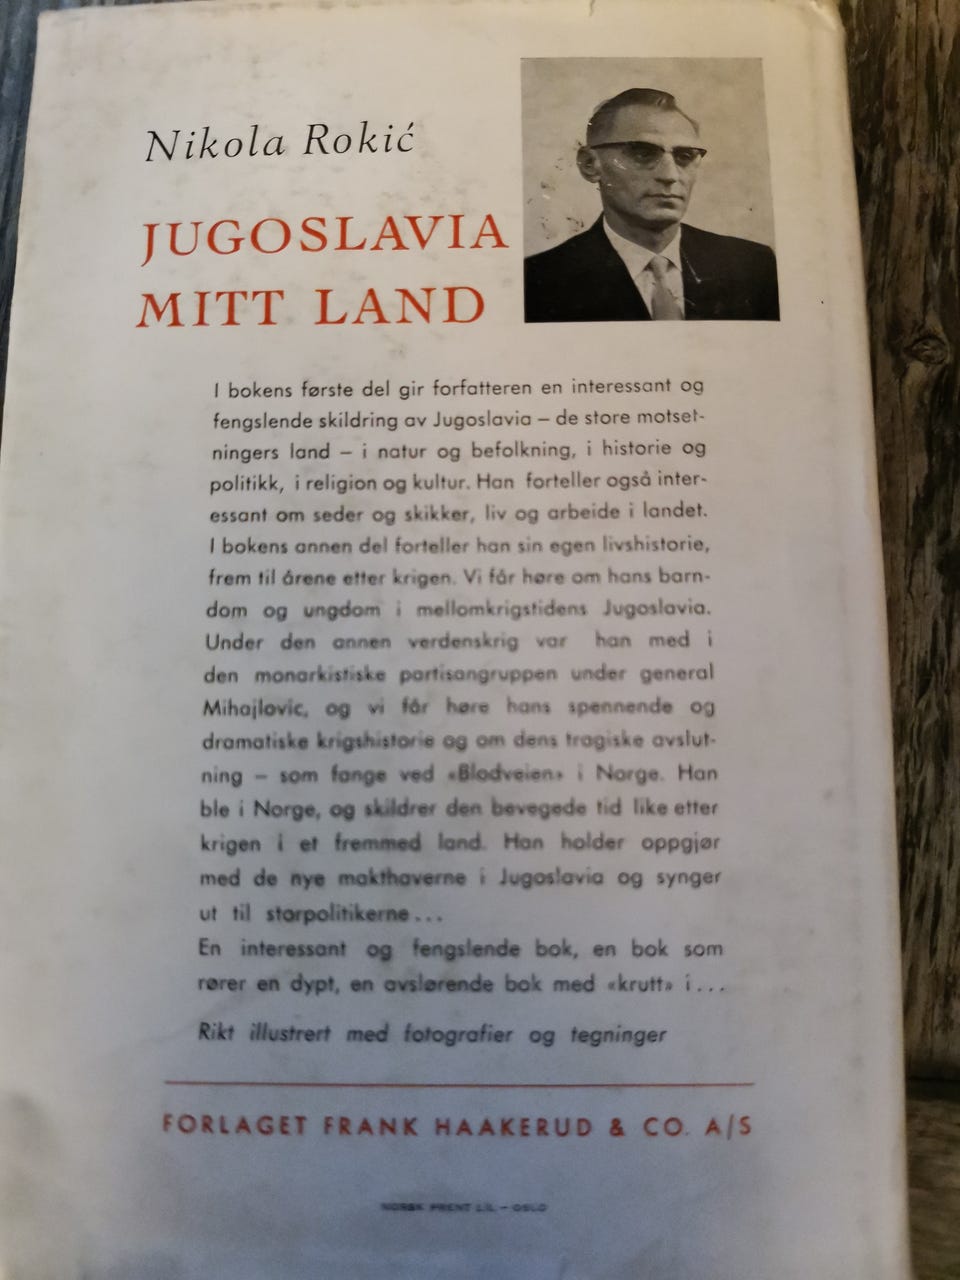 Nikola Rokić
JUGOSLAVIA
MITT LAND
I bokens første del gir forfatteren en interessant og
fengslende skildring av Jugoslavia – de store motset-
ningers land – i natur og befolkning, i historie og
politikk, i religion og kultur. Han forteller også inter-
essant om seder og skikker, liv og arbeide i landet.
I bokens annen del forteller han sin egen livshistorie,
frem til årene etter krigen. Vi får høre om hans barn-
dom og ungdom i mellomkrigstidens Jugoslavia.
Under den annen verdenskrig var han med i
den monarkistiske partisangruppen under general
Mihajlovic, og vi får høre hans spennende og
dramatiske krigshistorie og om dens tragiske avslut-
ning – som fange ved «Blodveien» i Norge. Han
ble i Norge, og skildrer den bevegede tid like etter
krigen i et fremmed land. Han holder oppgjør
med de nye makthaverne i Jugoslavia og synger
ut til storpolitikerne...
En interessant og fengslende bok, en bok som
rører en dypt, en avslørende bok med «krutt» i...
Rikt illustrert med fotografier og tegninger
FORLAGET FRANK HAAKERUD & CO. A/S
NORSK PRENT L/L – OSLO